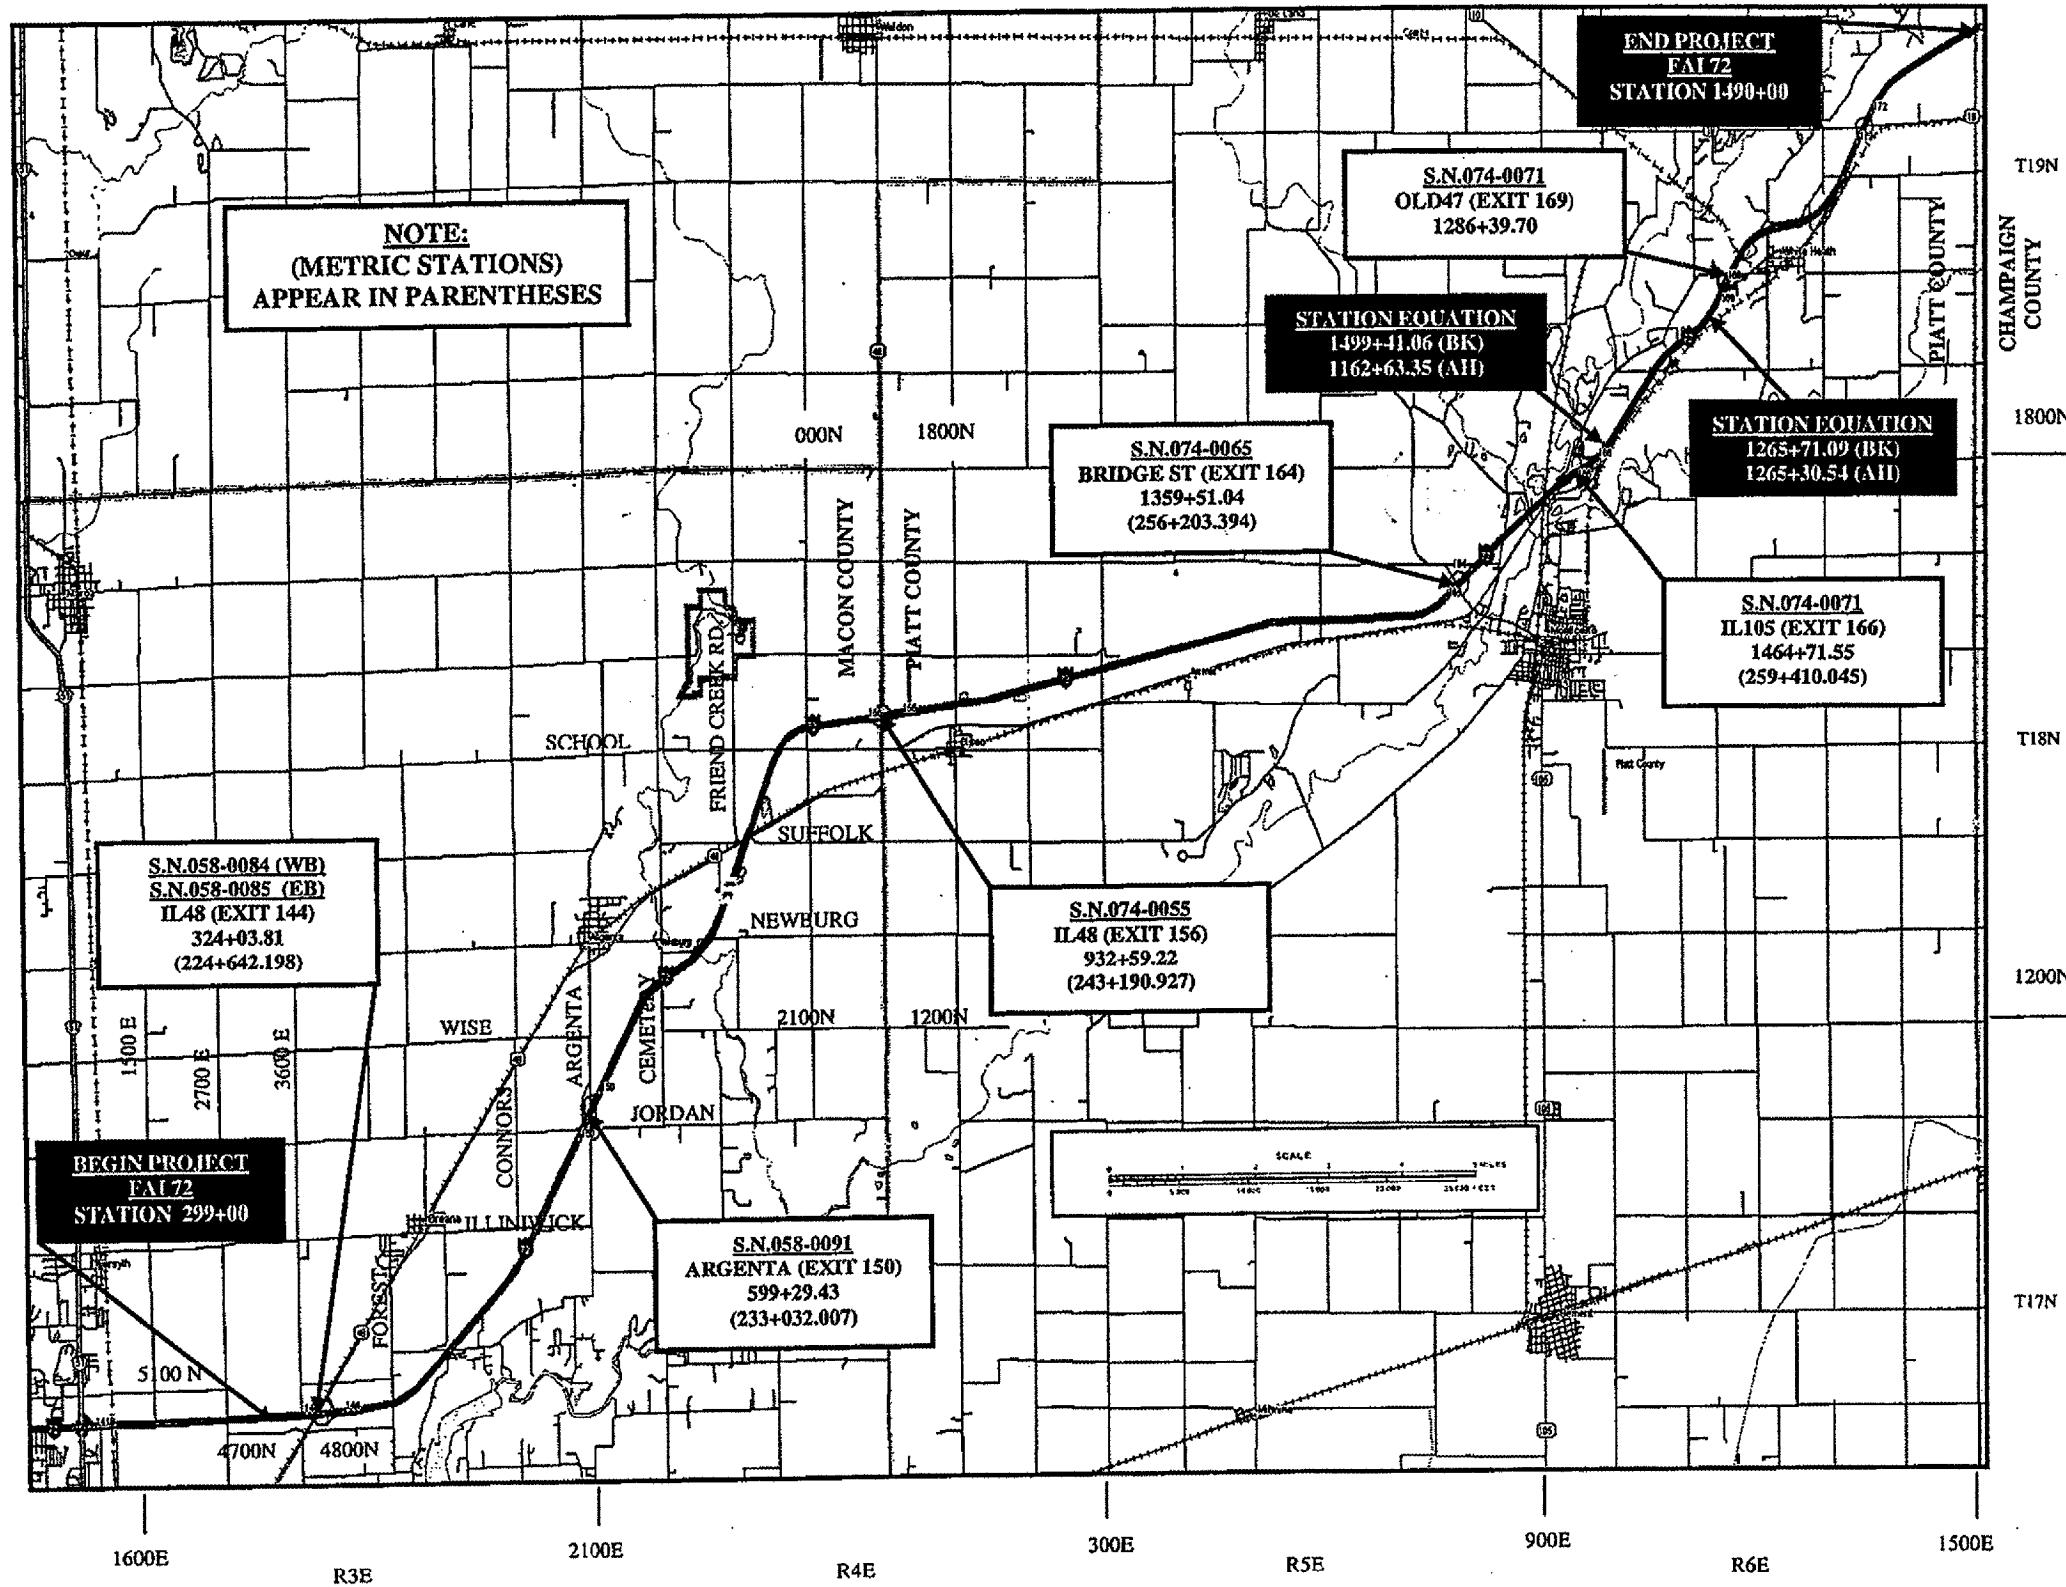 END PROJECT
FAI 72
STATION 1490+00
Weldon
T19N
S.N.074-0071
OLD47 (EXIT 169)
1286+39.70
NOTE:
(METRIC STATIONS)
APPEAR IN PARENTHESES
PIATT COUNTY
CHAMPAIGN
COUNTY
STATION EQUATION
1499+41.06 (BK)
1162+63.35 (AH)
STATION EQUATION
1265+71.09 (BK)
1265+30.54 (AH)
1800N
000N
1800N
S.N.074-0065
BRIDGE ST (EXIT 164)
1359+51.04
(256+203.394)
MACON COUNTY
PIATT COUNTY
S.N.074-0071
IL105 (EXIT 166)
1464+71.55
(259+410.045)
FRIEND CREEK RD.
SCHOOL
T18N
Piatt County
SUFFOLK
S.N.058-0084 (WB)
S.N.058-0085 (EB)
IL48 (EXIT 144)
324+03.81
(224+642.198)
NEWBURG
S.N.074-0055
IL48 (EXIT 156)
932+59.22
(243+190.927)
1200N
WISE
ARGENTA
CEMETERY
2100N
1200N
1500 E
2700 E
3600 E
CONNORS
JORDAN
BEGIN PROJECT
FAI 72
STATION 299+00
SCALE
ILLINIWICK
FOREST
S.N.058-0091
ARGENTA (EXIT 150)
599+29.43
(233+032.007)
T17N
5100 N
4700N
4800N
1600E
R3E
2100E
R4E
300E
R5E
900E
R6E
1500E